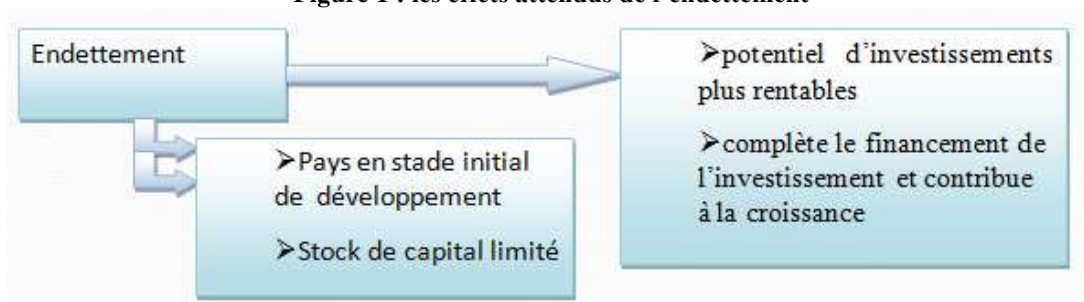 Figure 1 : les effets attendus de l'endettement
Endettement
➢Pays en stade initial
de développement
➢Stock de capital limité
➢potentiel d'investissements
plus rentables
➢complète le financement de
l'investissement et contribue
à la croissance